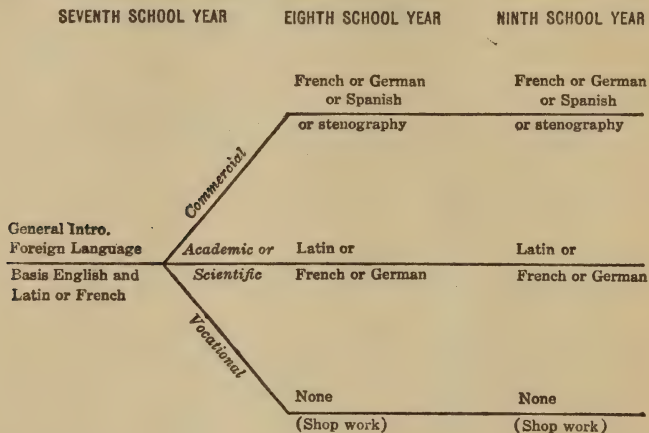 SEVENTH SCHOOL YEAR EIGHTH SCHOOL YEAR NINTH SCHOOL YEAR
French or German French or German
or Spanish or Spanish
or stenography or stenography
Commercial
General Intro.
Foreign Language Academic or Latin or Latin or
Basis English and Scientific French or German French or German
Latin or French
Vocational
None None
(Shop work) (Shop work)